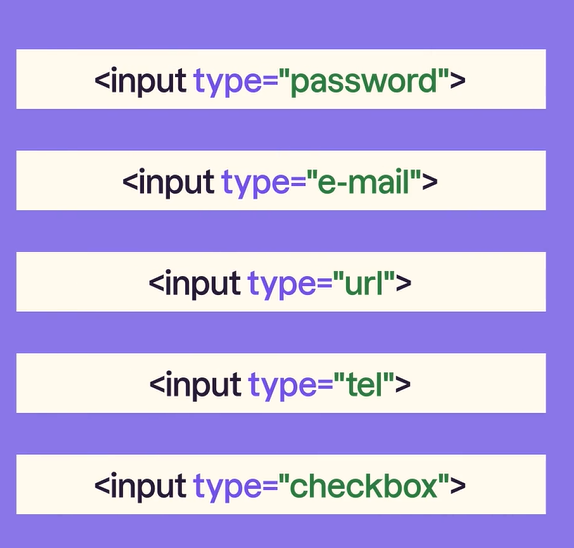 <input type="password">
<input type="e-mail">
<input type="url">
<input type="tel">
<input type="checkbox">